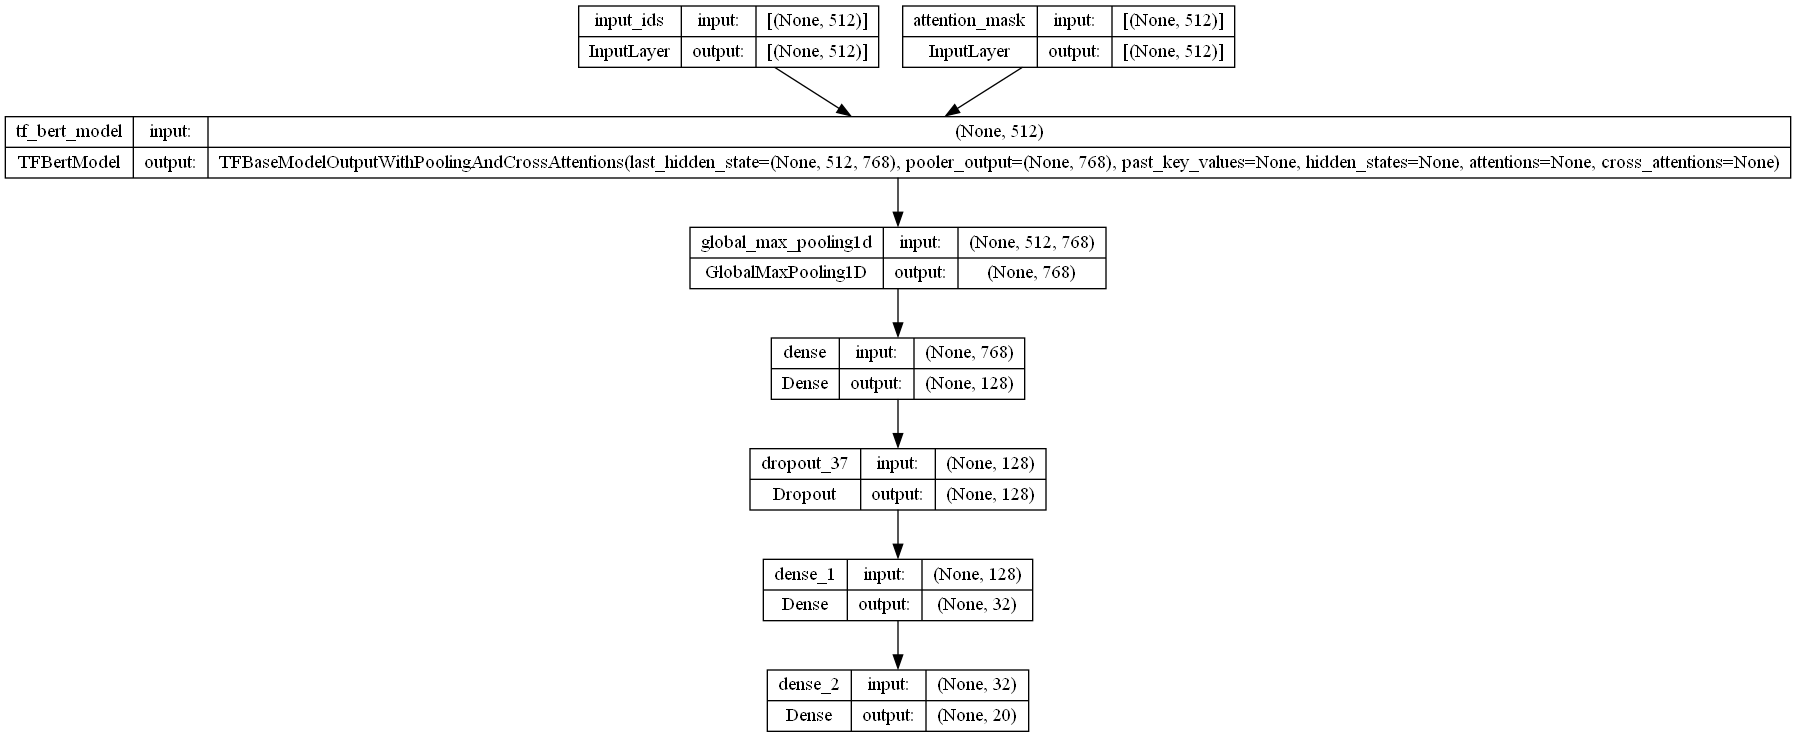 input_ids input: [(None, 512)]
InputLayer output: [(None, 512)]
attention_mask input: [(None, 512)]
InputLayer output: [(None, 512)]
tf_bert_model input: (None, 512)
TFBertModel output: TFBaseModelOutputWithPoolingAndCrossAttentions(last_hidden_state=(None, 512, 768), pooler_output=(None, 768), past_key_values=None, hidden_states=None, attentions=None, cross_attentions=None)
global_max_pooling1d input: (None, 512, 768)
GlobalMaxPooling1D output: (None, 768)
dense input: (None, 768)
Dense output: (None, 128)
dropout_37 input: (None, 128)
Dropout output: (None, 128)
dense_1 input: (None, 128)
Dense output: (None, 32)
dense_2 input: (None, 32)
Dense output: (None, 20)